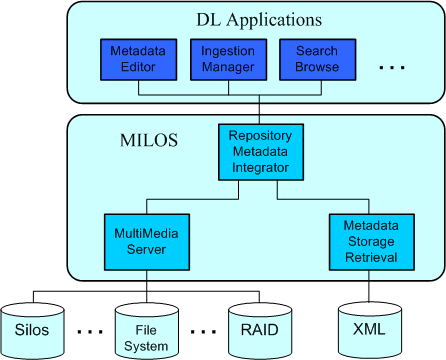 DL Applications
Metadata
Editor
Ingestion
Manager
Search
Browse
...
MILOS
Repository
Metadata
Integrator
MultiMedia
Server
Metadata
Storage
Retrieval
Silos
...
File
System
...
RAID
XML